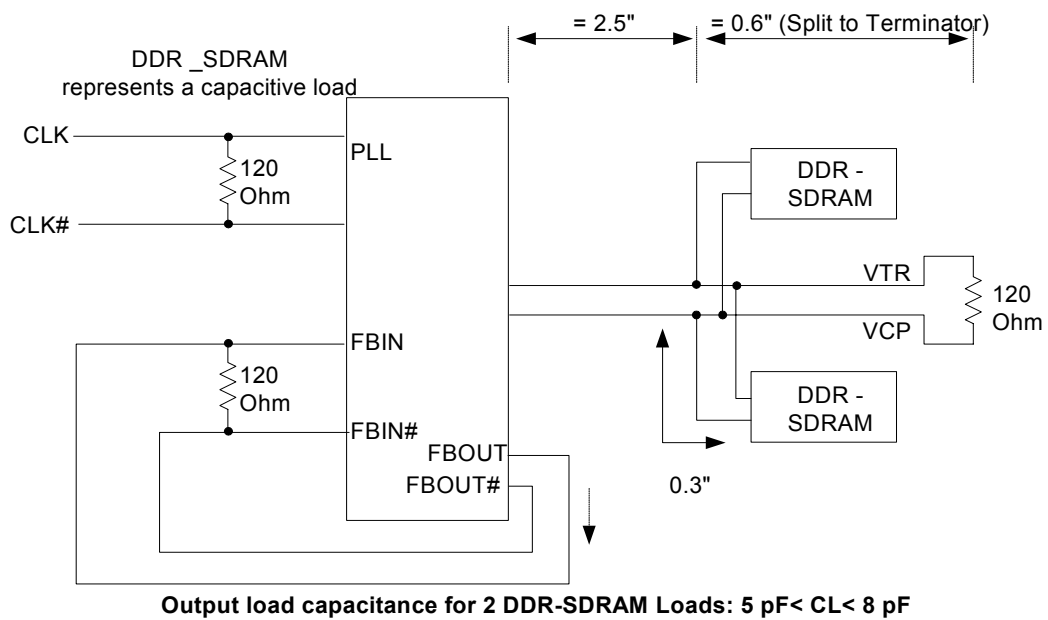 = 2.5"
= 0.6" (Split to Terminator)
DDR _SDRAM
represents a capacitive load
CLK
PLL
120
Ohm
CLK#
DDR -
SDRAM
VTR
120
Ohm
VCP
FBIN
120
Ohm
FBIN#
DDR -
SDRAM
FBOUT
FBOUT#
0.3"
Output load capacitance for 2 DDR-SDRAM Loads: 5 pF< CL< 8 pF